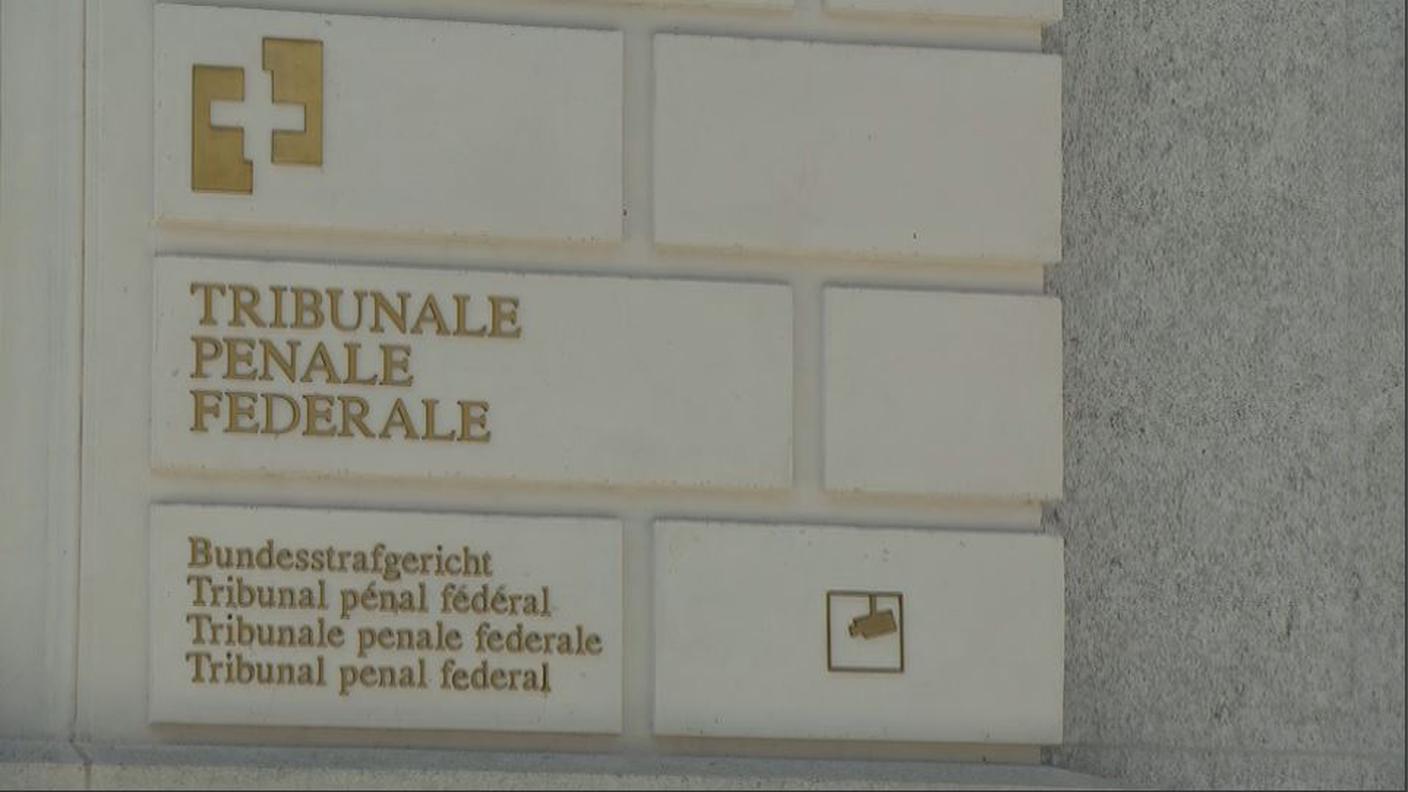 TRIBUNALE
PENALE
FEDERALE
Bundesstrafgericht
Tribunal pénal fédéral
Tribunale penale federale
Tribunal penal federal